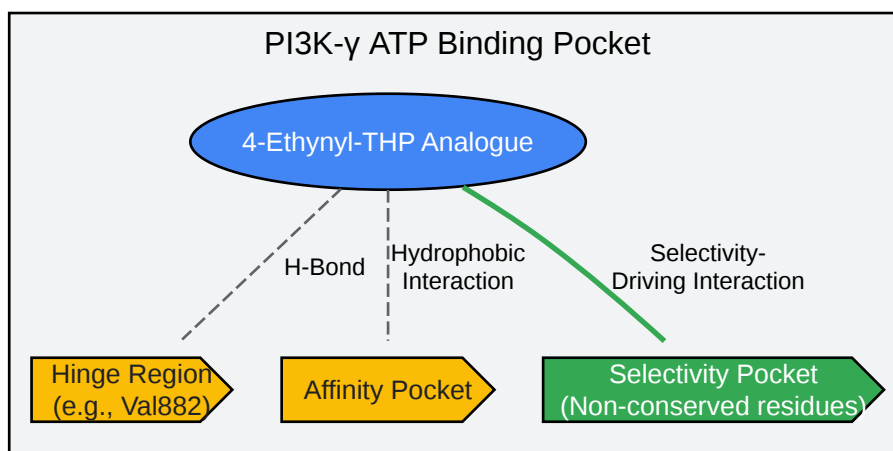 PI3K-γ ATP Binding Pocket
4-Ethynyl-THP Analogue
H-Bond
Hydrophobic
Interaction
Selectivity-
Driving Interaction
Hinge Region
(e.g., Val882)
Affinity Pocket
Selectivity Pocket
(Non-conserved residues)